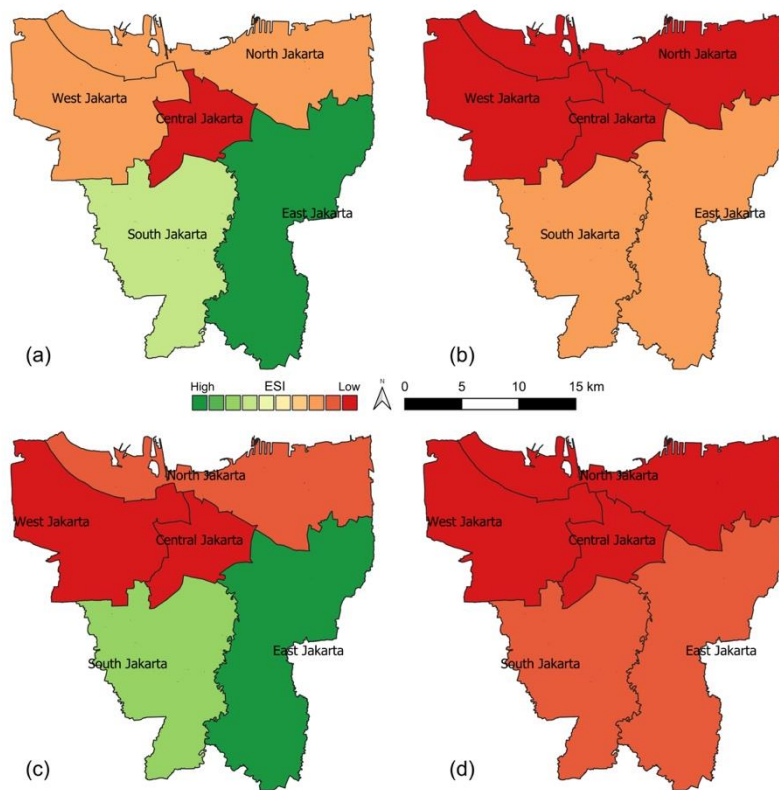 North Jakarta
West Jakarta
Central Jakarta
South Jakarta
East Jakarta
(a)
North Jakarta
West Jakarta
Central Jakarta
South Jakarta
East Jakarta
(b)
High ESI Low
N
0 5 10 15 km
North Jakarta
West Jakarta
Central Jakarta
South Jakarta
East Jakarta
(c)
North Jakarta
West Jakarta
Central Jakarta
South Jakarta
East Jakarta
(d)